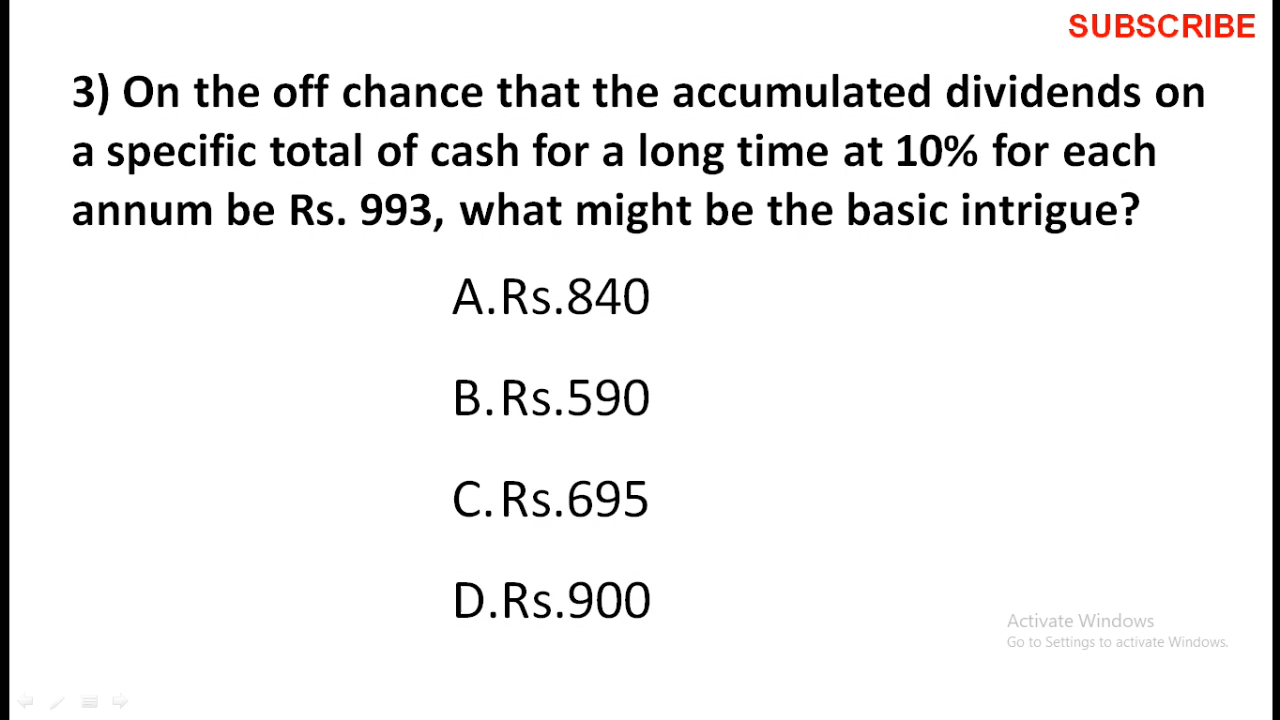 SUBSCRIBE
3) On the off chance that the accumulated dividends on
a specific total of cash for a long time at 10% for each
annum be Rs. 993, what might be the basic intrigue?
A.Rs.840
B.Rs.590
C.Rs.695
D.Rs.900
Activate Windows
Go to Settings to activate Windows.